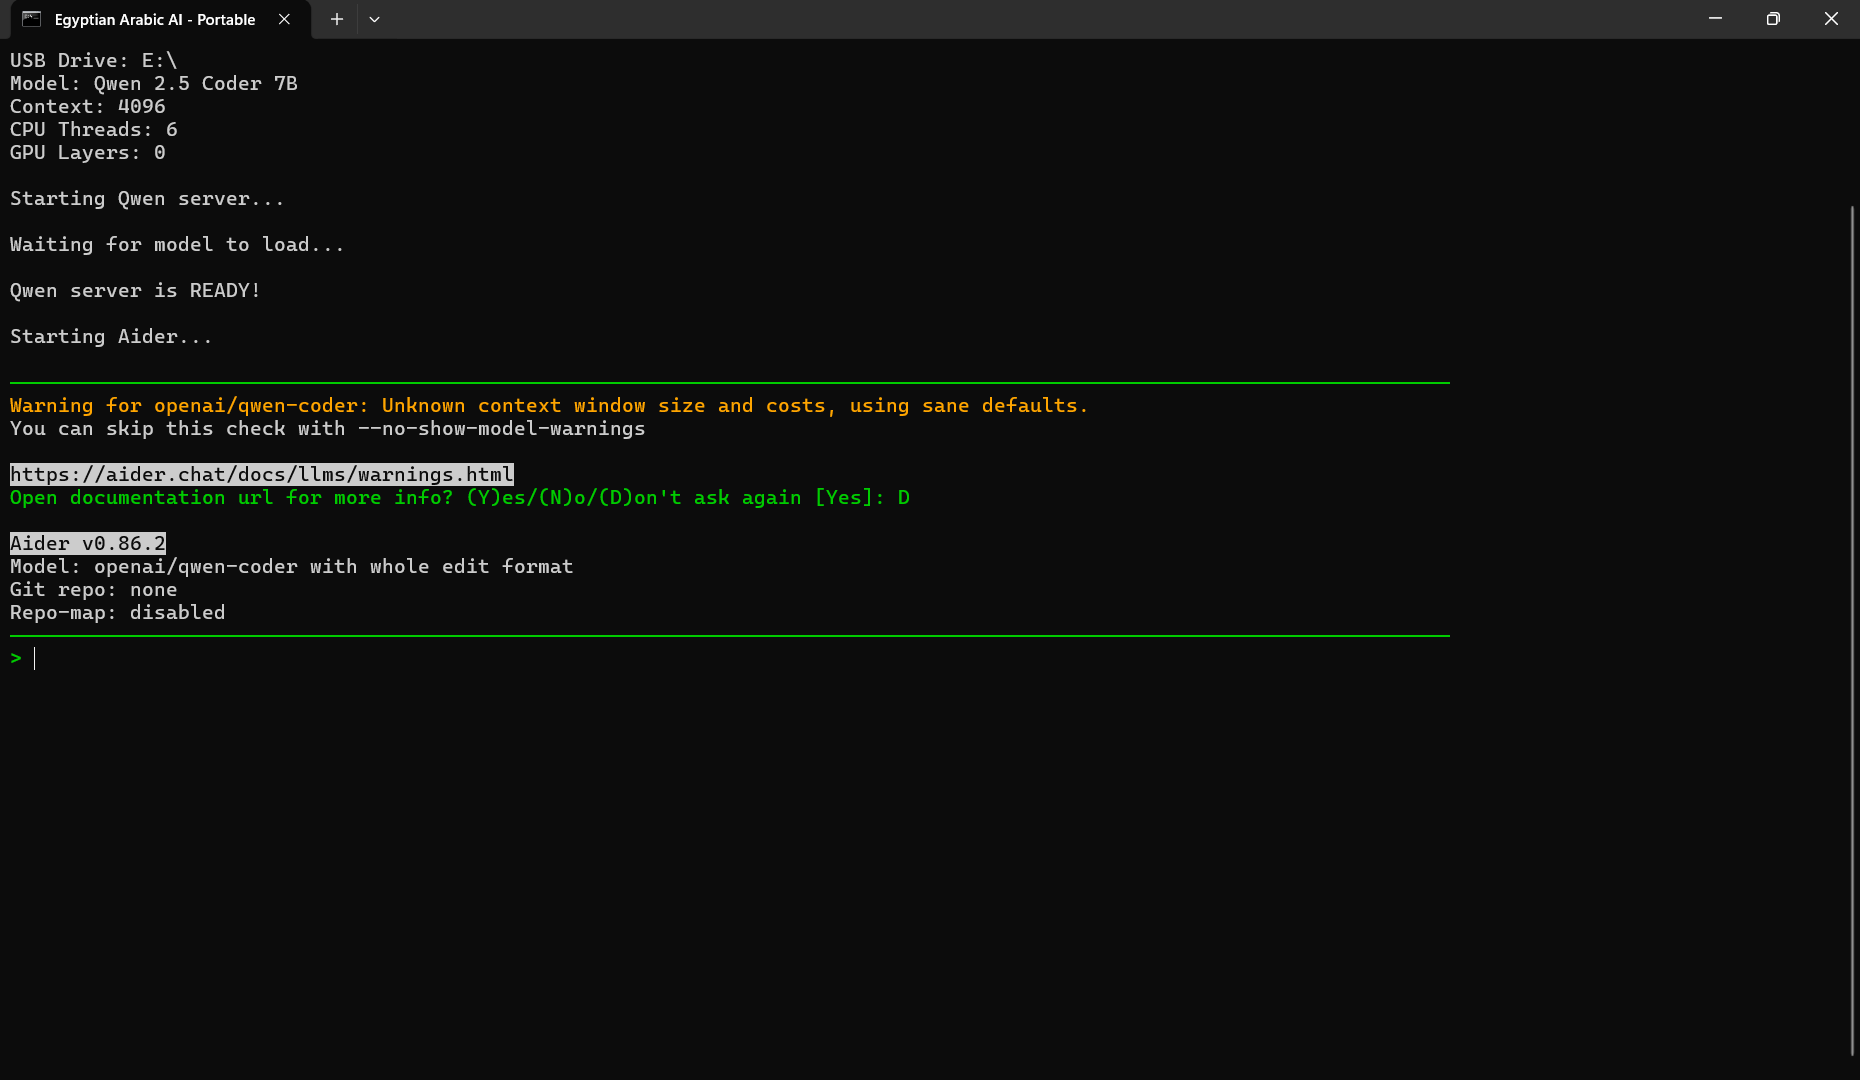 Egyptian Arabic AI - Portable
USB Drive: E:\
Model: Qwen 2.5 Coder 7B
Context: 4096
CPU Threads: 6
GPU Layers: 0
Starting Qwen server...
Waiting for model to load...
Qwen server is READY!
Starting Aider...
Warning for openai/qwen-coder: Unknown context window size and costs, using sane defaults.
You can skip this check with --no-show-model-warnings
https://aider.chat/docs/llms/warnings.html
Open documentation url for more info? (Y)es/(N)o/(D)on't ask again [Yes]: D
Aider v0.86.2
Model: openai/qwen-coder with whole edit format
Git repo: none
Repo-map: disabled
>